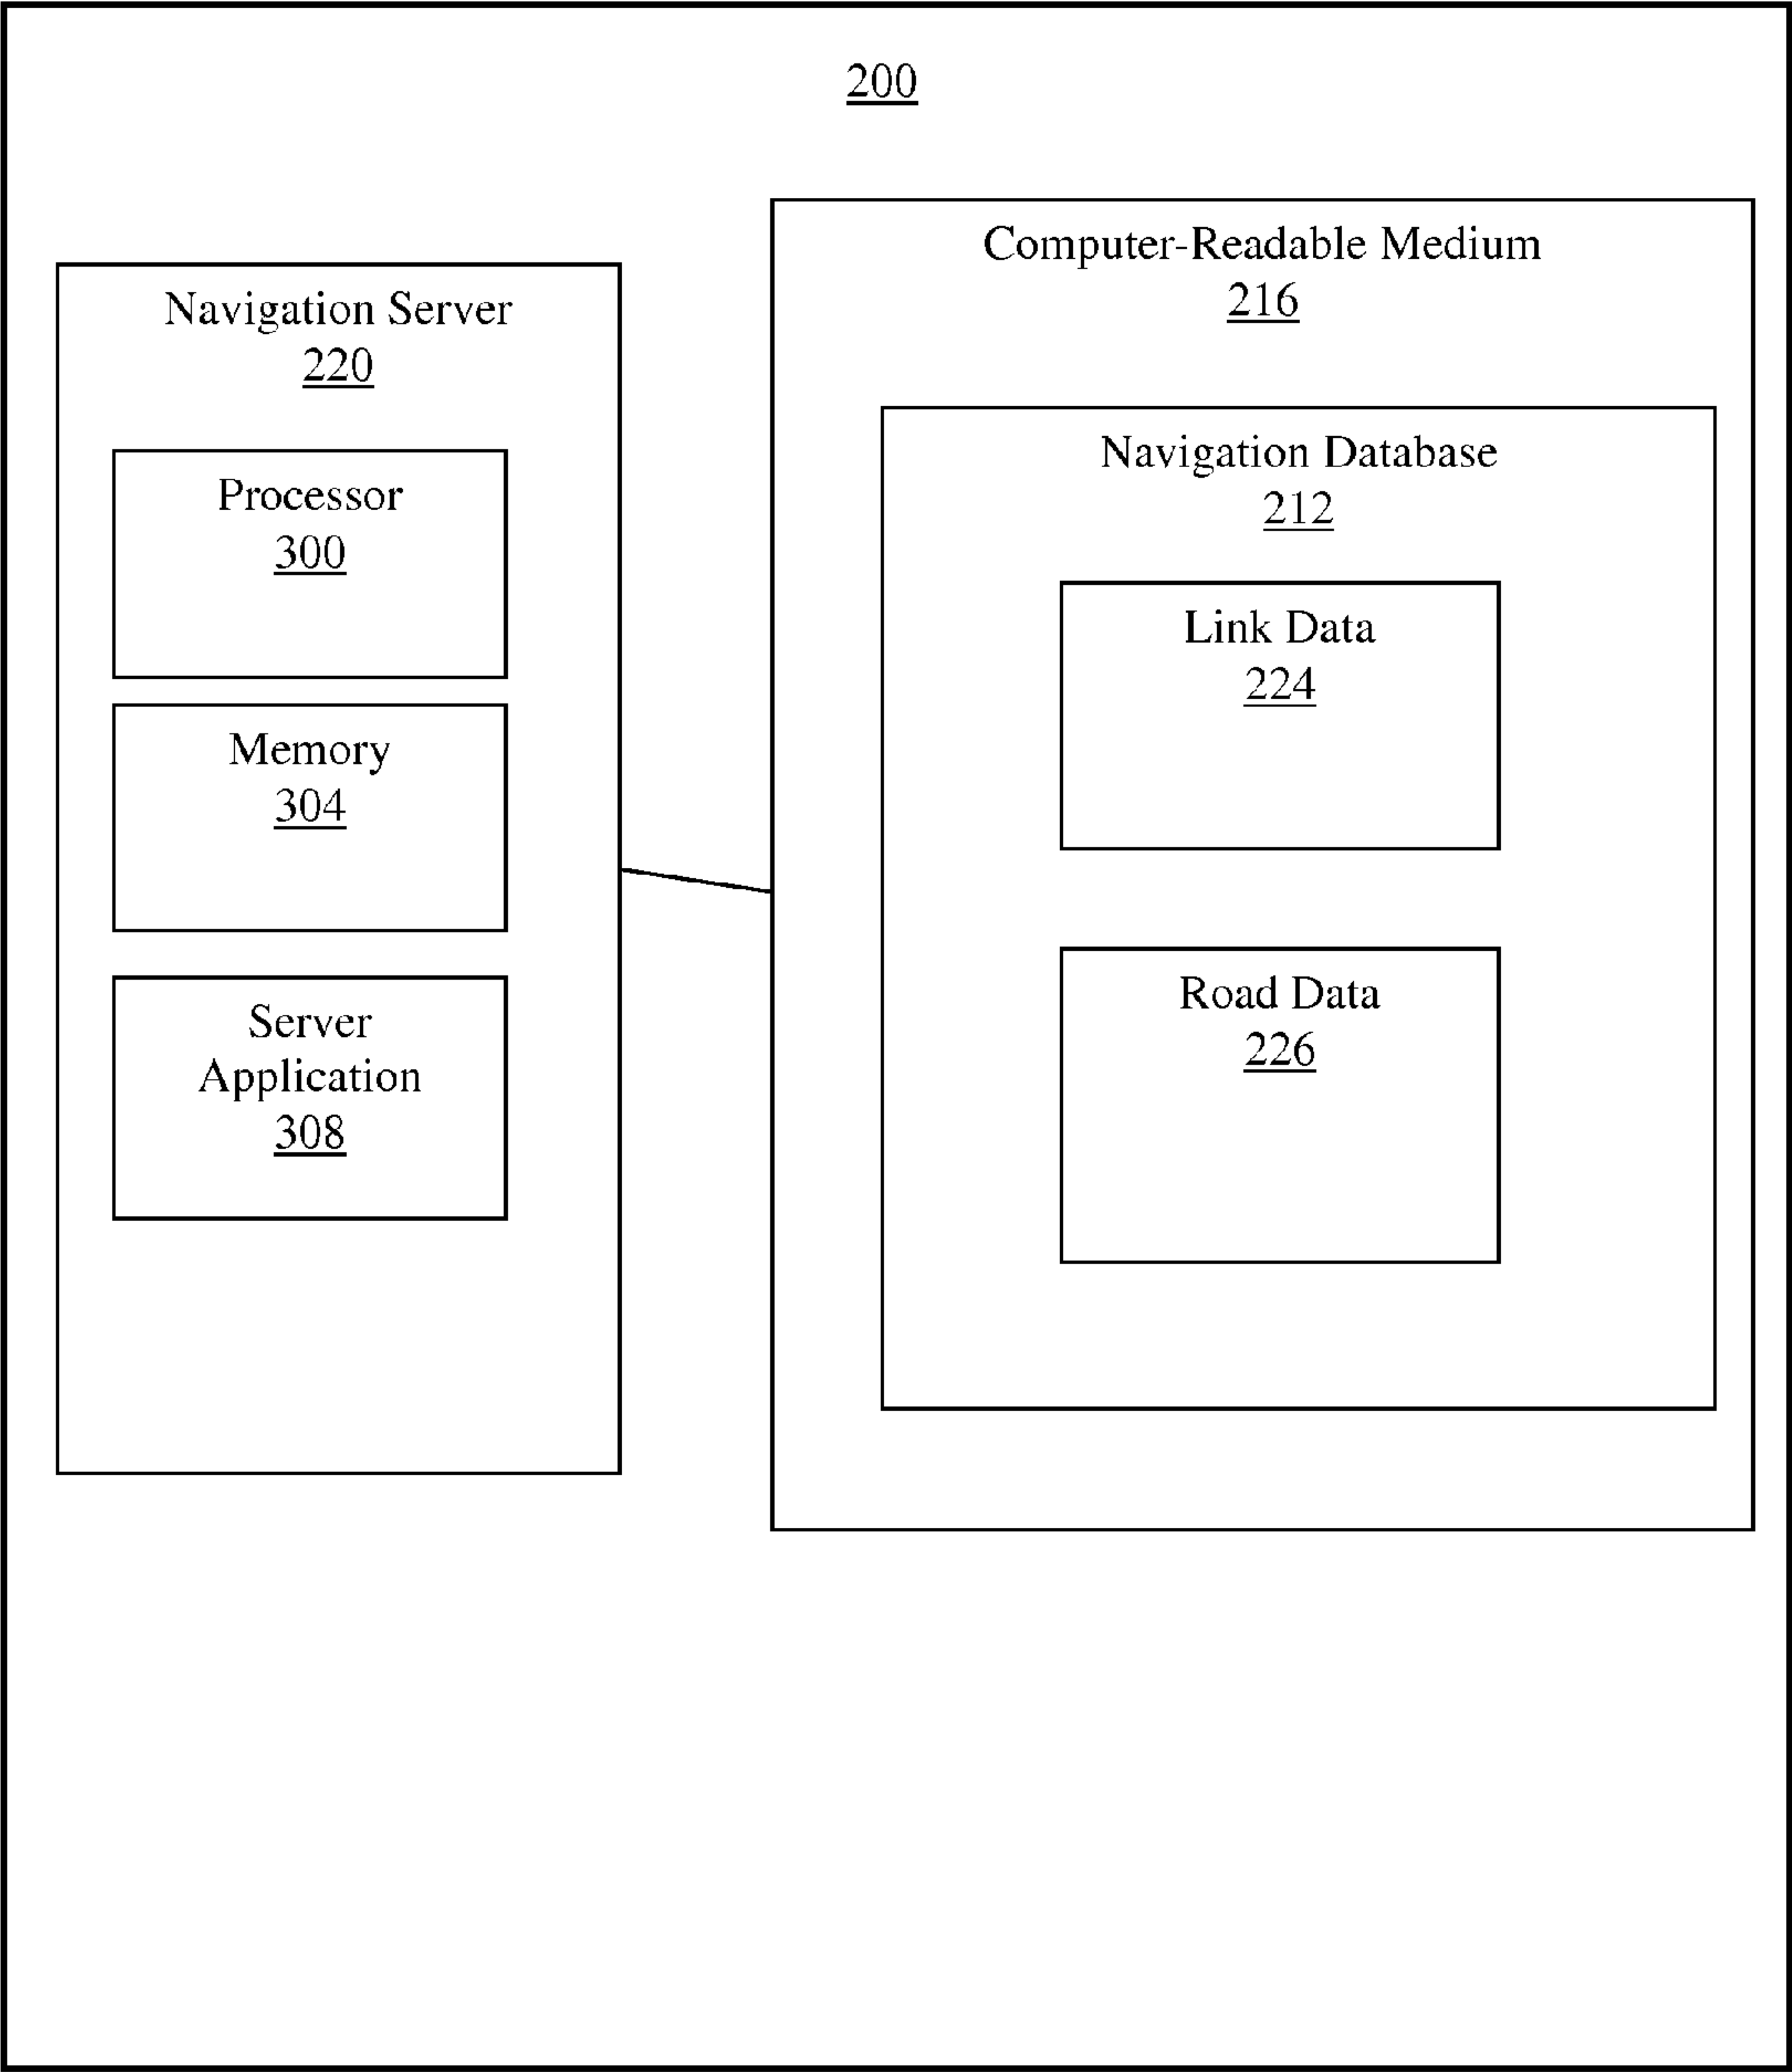 200
Navigation Server
220
Processor
300
Memory
304
Server
Application
308
Computer-Readable Medium
216
Navigation Database
212
Link Data
224
Road Data
226